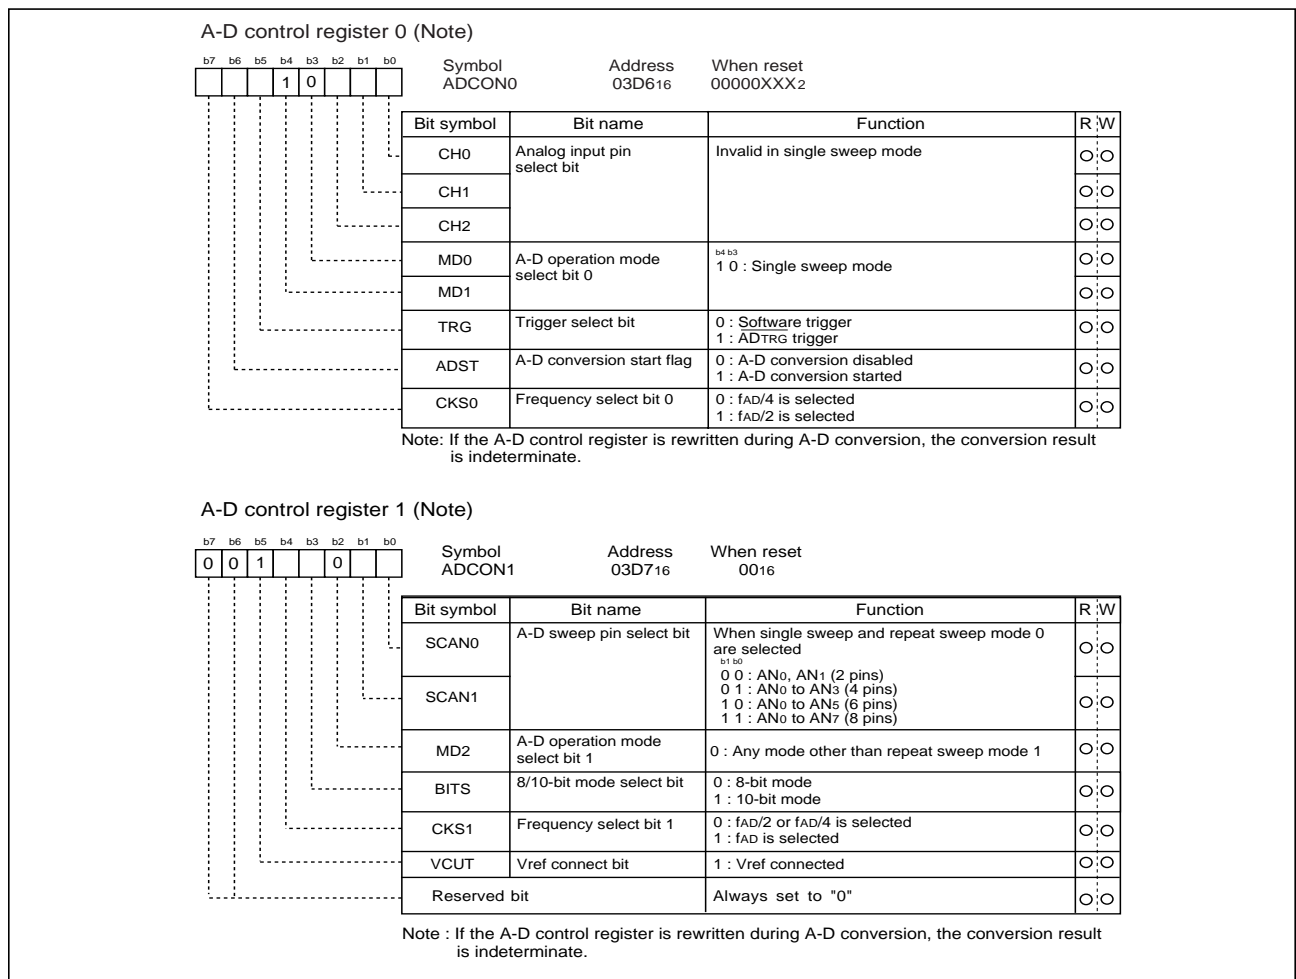 A-D control register 0 (Note)
b7 b6 b5 b4 b3 b2 b1 b0
1 0
Symbol Address When reset
ADCON0 03D616 00000XXX2
Bit symbol Bit name Function R W
CH0 Analog input pin Invalid in single sweep mode
select bit
CH1
CH2
MD0 A-D operation mode b4 b3
select bit 0 1 0 : Single sweep mode
MD1
TRG Trigger select bit 0 : Software trigger
1 : ADTRG trigger
ADST A-D conversion start flag 0 : A-D conversion disabled
1 : A-D conversion started
CKS0 Frequency select bit 0 0 : fAD/4 is selected
1 : fAD/2 is selected
Note: If the A-D control register is rewritten during A-D conversion, the conversion result
is indeterminate.
A-D control register 1 (Note)
b7 b6 b5 b4 b3 b2 b1 b0
0 0 1 0
Symbol Address When reset
ADCON1 03D716 0016
Bit symbol Bit name Function R W
SCAN0 A-D sweep pin select bit When single sweep and repeat sweep mode 0
are selected
b1 b0
0 0 : AN0, AN1 (2 pins)
SCAN1 0 1 : AN0 to AN3 (4 pins)
1 0 : AN0 to AN5 (6 pins)
1 1 : AN0 to AN7 (8 pins)
MD2 A-D operation mode 0 : Any mode other than repeat sweep mode 1
select bit 1
BITS 8/10-bit mode select bit 0 : 8-bit mode
1 : 10-bit mode
CKS1 Frequency select bit 1 0 : fAD/2 or fAD/4 is selected
1 : fAD is selected
VCUT Vref connect bit 1 : Vref connected
Reserved bit Always set to "0"
Note : If the A-D control register is rewritten during A-D conversion, the conversion result
is indeterminate.